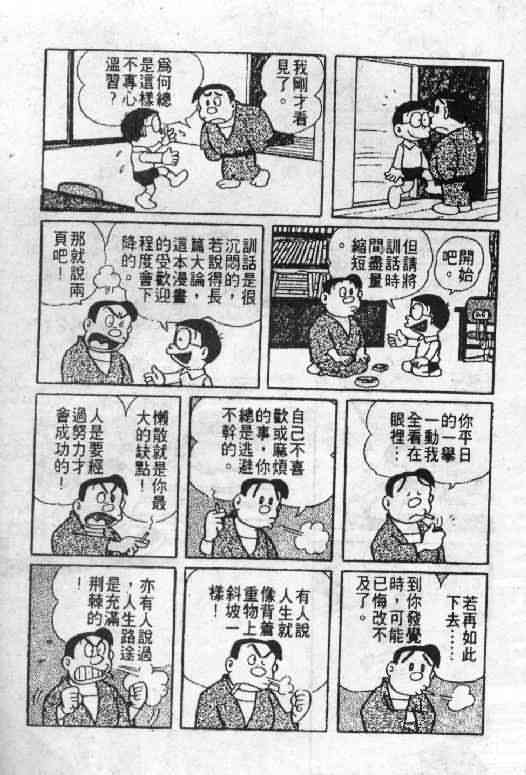 我剛才看
見了。
爲何總
是這樣
不專心
溫習？
開始
吧。
但請將
訓話時
間盡量
縮短
。
訓話是很
沉悶的，
若說得長
篇大論，
這本漫畫
的受歡迎
程度會下
降的。
那就說兩
頁吧！
你平日
的一舉
一動我
全看在
眼裡…
自己不喜
歡或麻煩
的事，你
總是逃避
不幹的。
懶散就是你最
大的缺點！
人是要經
過努力才
會成功的！
若再如此
下去……
到你發覺
時，可能
已悔改不
及了。
有人說
人生就
像背着
重物上
斜坡一
樣！
亦有人說過
，人生路途
是充滿
荆棘的
！